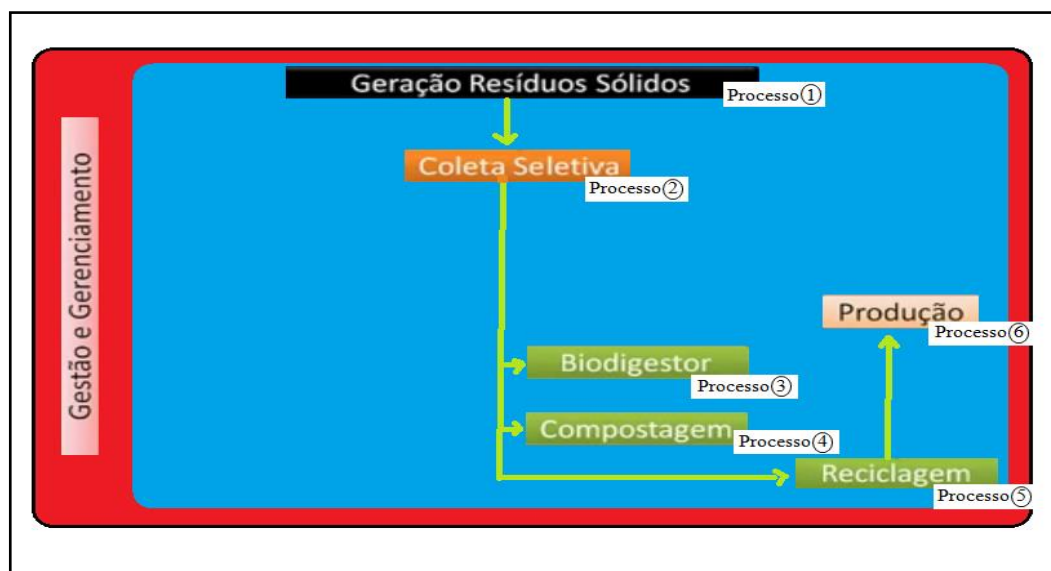 Gestão e Gerenciamento
Geração Resíduos Sólidos
Processo①
Coleta Seletiva
Processo②
Produção
Processo⑥
Biodigestor
Processo③
Compostagem
Processo④
Reciclagem
Processo⑤